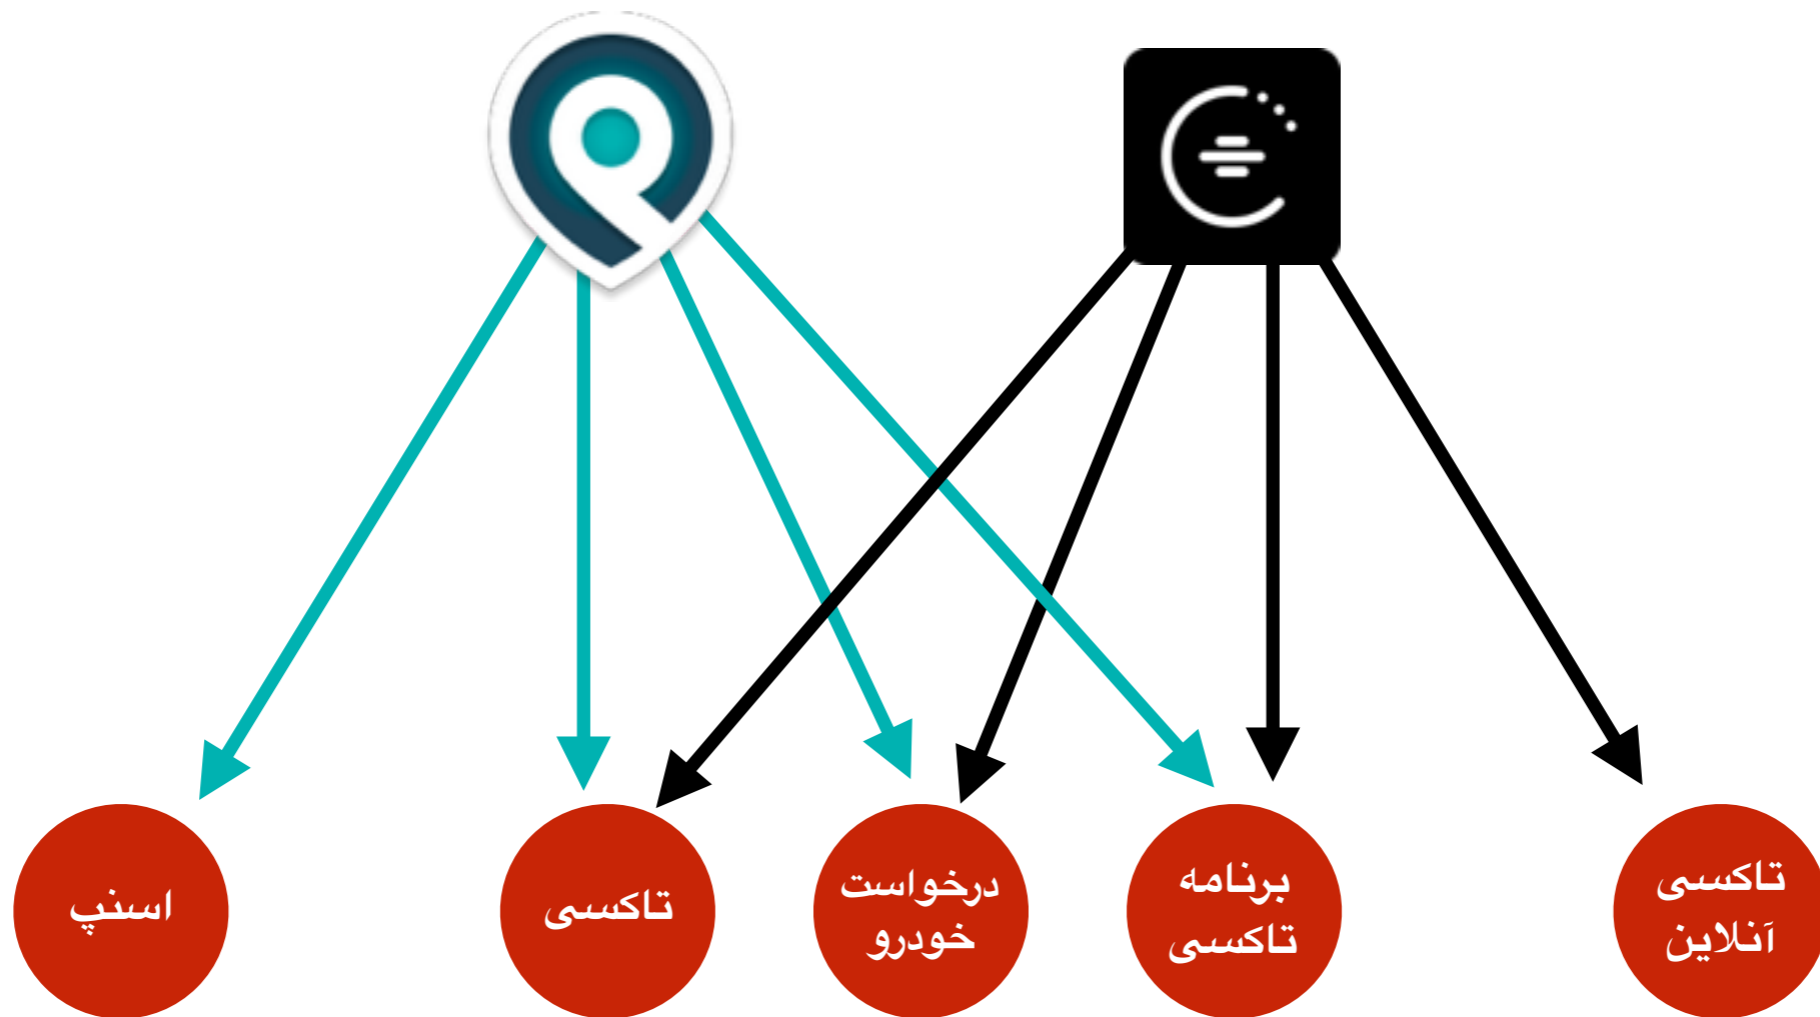 اسنپ
تاکسی
درخواست
خودرو
برنامه
تاکسی
تاکسی
آنلاین